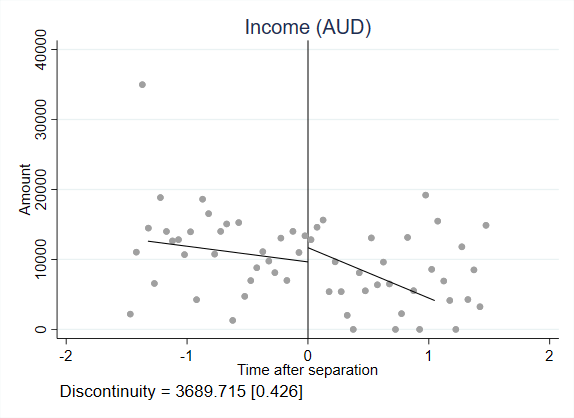 Income (AUD)
40000
30000
20000
10000
0
Amount
-2 -1 0 1 2
Time after separation
Discontinuity = 3689.715 [0.426]